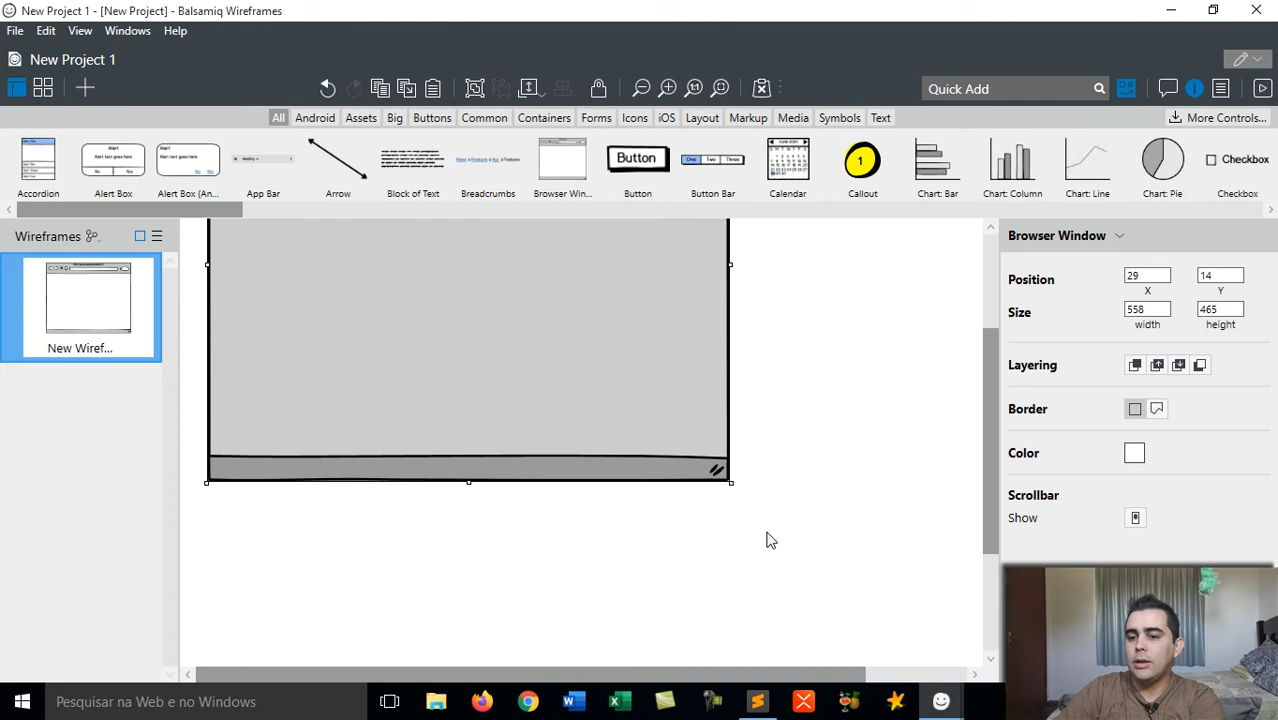 New Project 1 - [New Project] - Balsamiq Wireframes
File Edit View Windows Help
New Project 1
Quick Add
All Android Assets Big Buttons Common Containers Forms Icons iOS Layout Markup Media Symbols Text
More Controls...
Button
One Two Three
1
Checkbox
Accordion Alert Box Alert Box (An... App Bar Arrow Block of Text Breadcrumbs Browser Win... Button Button Bar Calendar Callout Chart: Bar Chart: Column Chart: Line Chart: Pie Checkbox
Wireframes
New Wiref...
Browser Window
Position 29 14
X Y
Size 558 465
width height
Layering
Border
Color
Scrollbar
Show
Pesquisar na Web e no Windows